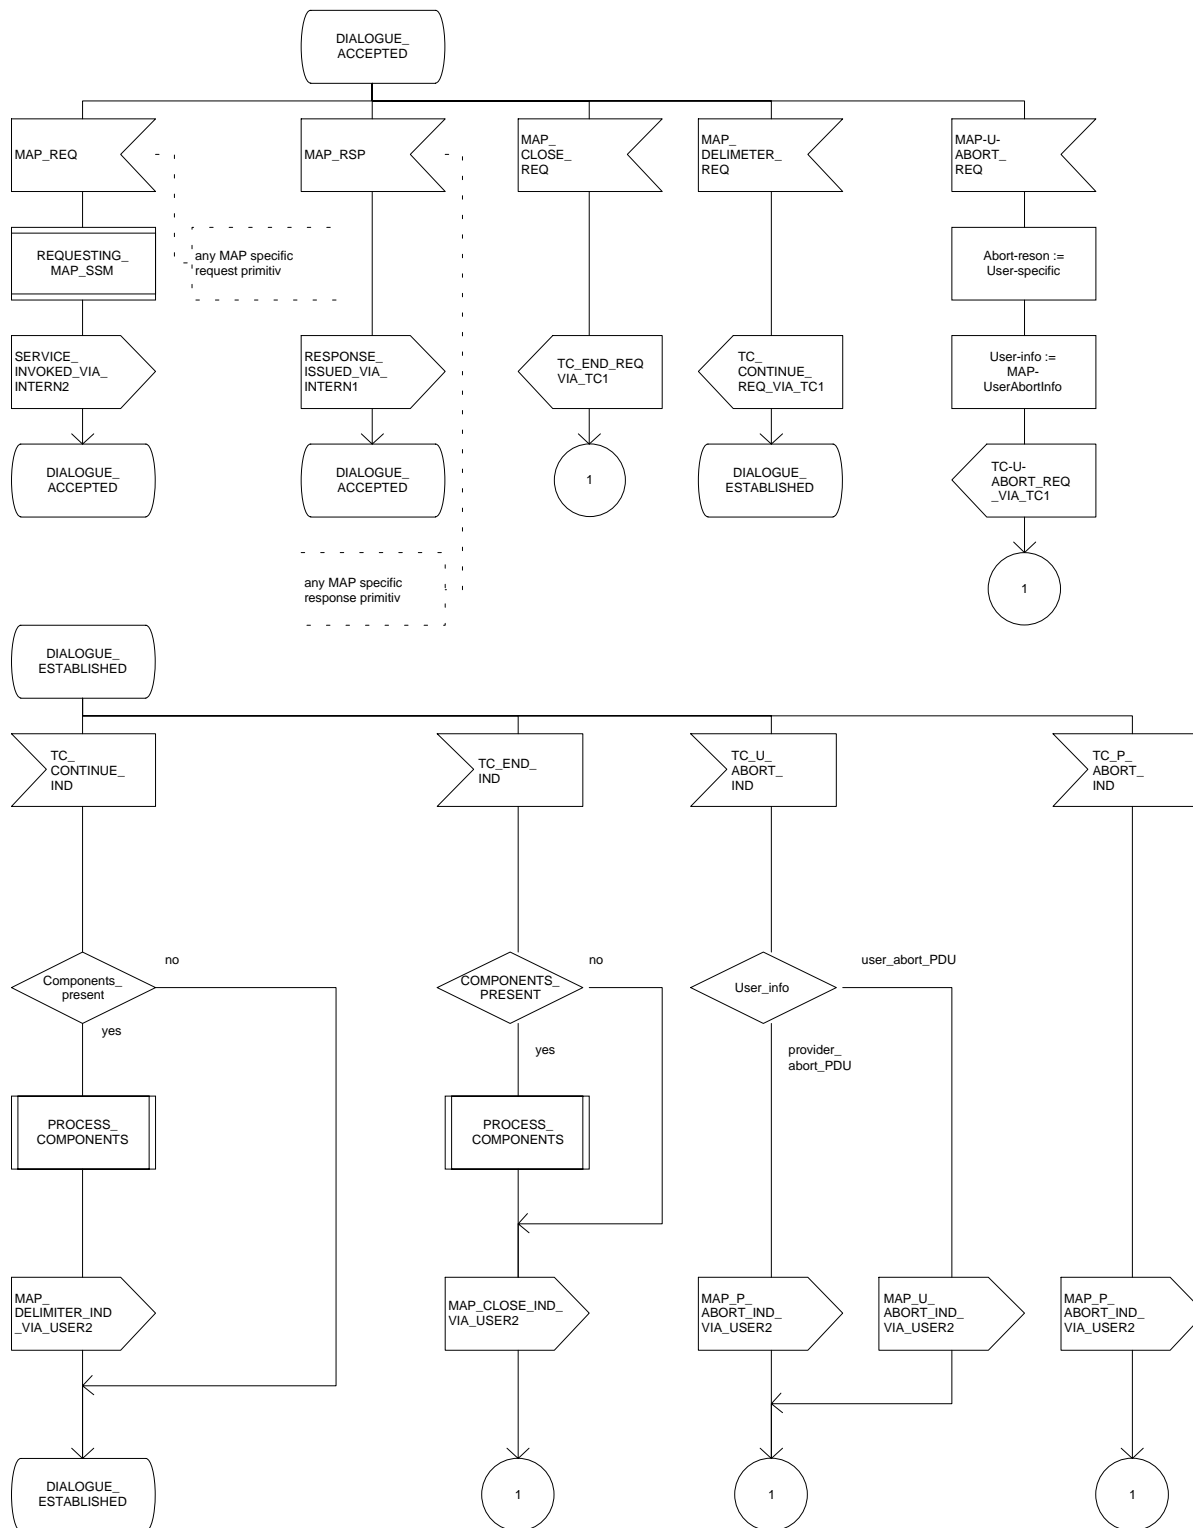 DIALOGUE_
ACCEPTED
MAP_REQ
MAP_RSP
MAP_
CLOSE_
REQ
MAP_
DELIMETER_
REQ
MAP-U-
ABORT_
REQ
REQUESTING_
MAP_SSM
any MAP specific
request primitiv
Abort-reson :=
User-specific
SERVICE_
INVOKED_VIA_
INTERN2
RESPONSE_
ISSUED_VIA_
INTERN1
TC_END_REQ
VIA_TC1
TC_
CONTINUE_
REQ_VIA_TC1
User-info :=
MAP-
UserAbortInfo
DIALOGUE_
ACCEPTED
DIALOGUE_
ACCEPTED
1
DIALOGUE_
ESTABLISHED
TC-U-
ABORT_REQ
_VIA_TC1
any MAP specific
response primitiv
1
DIALOGUE_
ESTABLISHED
TC_
CONTINUE_
IND
TC_END_
IND
TC_U_
ABORT_
IND
TC_P_
ABORT_
IND
Components_
present
no
yes
COMPONENTS_
PRESENT
no
yes
User_info
user_abort_PDU
provider_
abort_PDU
PROCESS_
COMPONENTS
PROCESS_
COMPONENTS
MAP_
DELIMITER_IND
_VIA_USER2
MAP_CLOSE_IND_
VIA_USER2
MAP_P_
ABORT_IND_
VIA_USER2
MAP_U_
ABORT_IND_
VIA_USER2
MAP_P_
ABORT_IND_
VIA_USER2
DIALOGUE_
ESTABLISHED
1
1
1